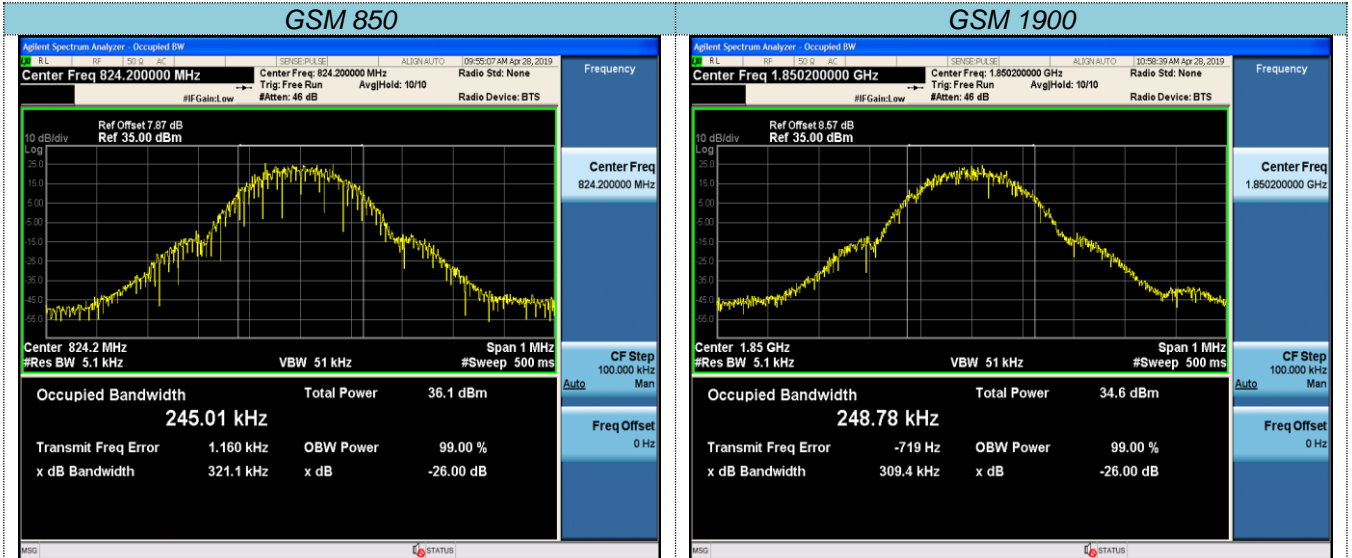 GSM 850
Agilent Spectrum Analyzer - Occupied BW
RL RF 50 Ω AC SENSE:PULSE ALIGN AUTO 09:55:07 AM Apr 28, 2019
Center Freq 824.200000 MHz
Center Freq: 824.200000 MHz
Radio Std: None
Trig: Free Run Avg|Hold: 10/10
#IFGain:Low #Atten: 46 dB Radio Device: BTS
Ref Offset 7.87 dB
10 dB/div Ref 35.00 dBm
Log
25.0
15.0
5.00
-5.00
-15.0
-25.0
-35.0
-45.0
-55.0
Center 824.2 MHz Span 1 MHz
#Res BW 5.1 kHz VBW 51 kHz #Sweep 500 ms
Occupied Bandwidth Total Power 36.1 dBm
245.01 kHz
Transmit Freq Error 1.160 kHz OBW Power 99.00 %
x dB Bandwidth 321.1 kHz x dB -26.00 dB
MSG STATUS
Frequency
Center Freq
824.200000 MHz
CF Step
100.000 kHz
Auto Man
Freq Offset
0 Hz
GSM 1900
Agilent Spectrum Analyzer - Occupied BW
RL RF 50 Ω AC SENSE:PULSE ALIGN AUTO 10:58:39 AM Apr 28, 2019
Center Freq 1.850200000 GHz
Center Freq: 1.850200000 GHz
Radio Std: None
Trig: Free Run Avg|Hold: 10/10
#IFGain:Low #Atten: 46 dB Radio Device: BTS
Ref Offset 8.57 dB
10 dB/div Ref 35.00 dBm
Log
25.0
15.0
5.00
-5.00
-15.0
-25.0
-35.0
-45.0
-55.0
Center 1.85 GHz Span 1 MHz
#Res BW 5.1 kHz VBW 51 kHz #Sweep 500 ms
Occupied Bandwidth Total Power 34.6 dBm
248.78 kHz
Transmit Freq Error -719 Hz OBW Power 99.00 %
x dB Bandwidth 309.4 kHz x dB -26.00 dB
MSG STATUS
Frequency
Center Freq
1.850200000 GHz
CF Step
100.000 kHz
Auto Man
Freq Offset
0 Hz